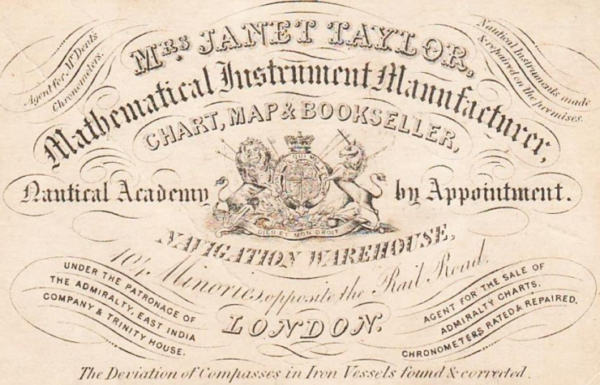 Agent for Mr Dents
Chronometers.
MRS JANET TAYLOR,
Nautical Instruments made
& repaired on the premises.
Mathematical Instrument Manufacturer,
CHART, MAP & BOOKSELLER,
Nautical Academy by Appointment.
DIEU ET MON DROIT
NAVIGATION WAREHOUSE,
104 Minories, opposite the Rail Road.
LONDON.
UNDER THE PATRONAGE OF
THE ADMIRALTY, EAST INDIA
COMPANY & TRINITY HOUSE.
AGENT FOR THE SALE OF
ADMIRALTY CHARTS.
CHRONOMETERS RATED & REPAIRED.
The Deviation of Compasses in Iron Vessels found & corrected.